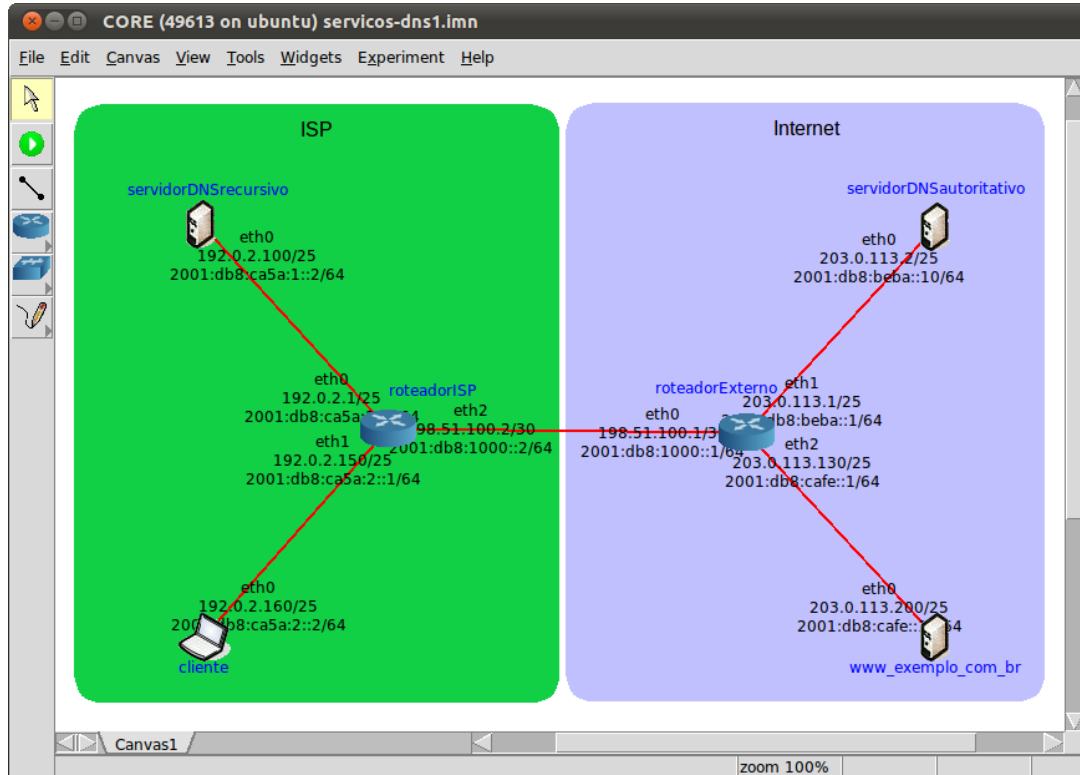 CORE (49613 on ubuntu) servicos-dns1.imn
File Edit Canvas View Tools Widgets Experiment Help
ISP
servidorDNSrecursivo
eth0
192.0.2.100/25
2001:db8:ca5a:1::2/64
eth0
192.0.2.1/25
roteadorISP
eth1
192.0.2.150/25
2001:db8:ca5a:2::1/64
eth2
2001:db8:1000::2/64
eth0
192.0.2.160/25
cliente
Internet
servidorDNSautoritativo
eth0
203.0.113.2/25
2001:db8:beba::10/64
roteadorExterno
eth1
203.0.113.1/25
eth0
2001:db8:1000::1/64
eth2
203.0.113.130/25
2001:db8:cafe::1/64
eth0
203.0.113.200/25
www_exemplo_com_br
Canvas1
zoom 100%